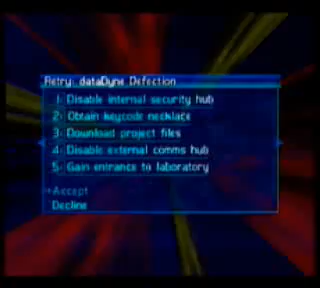 Retry: dataDyne Defection
1: Disable internal security hub
2: Obtain keycode necklace
3: Download project files
4: Disable external comms hub
5: Gain entrance to laboratory
Accept
Decline